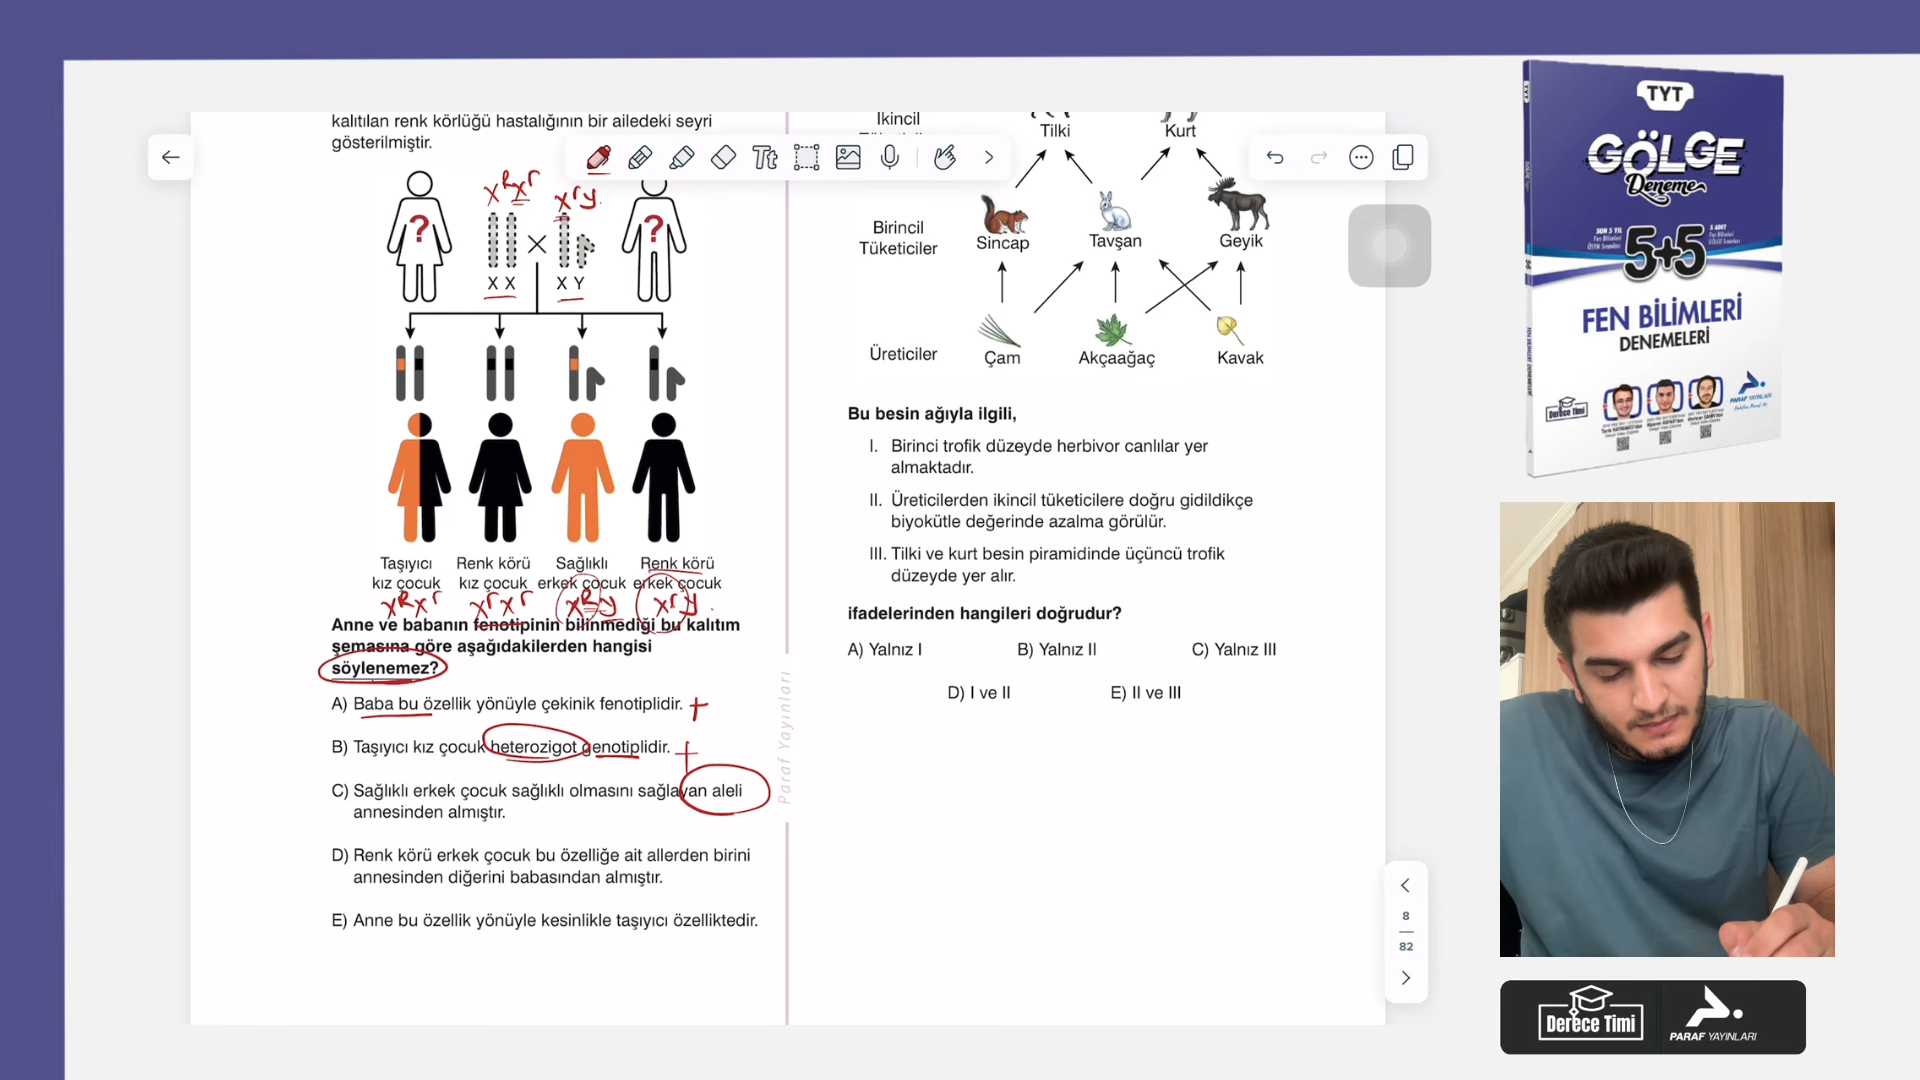 kalıtılan renk körlüğü hastalığının bir ailedeki seyri
gösterilmiştir.
X^R X^r
X^r y
?
?
X X
X Y
Taşıyıcı
kız çocuk
Renk körü
kız çocuk
Sağlıklı
erkek çocuk
Renk körü
erkek çocuk
X^R X^r
X^r X^r
X^R y
X^r y
Anne ve babanın fenotipinin bilinmediği bu kalıtım
şemasına göre aşağıdakilerden hangisi
söylenemez?
A) Baba bu özellik yönüyle çekinik fenotiplidir. +
B) Taşıyıcı kız çocuk heterozigot genotiplidir. +
C) Sağlıklı erkek çocuk sağlıklı olmasını sağlayan aleli
annesinden almıştır.
D) Renk körü erkek çocuk bu özelliğe ait allerden birini
annesinden diğerini babasından almıştır.
E) Anne bu özellik yönüyle kesinlikle taşıyıcı özelliktedir.
Paraf Yayınları
İkincil
Tilki
Kurt
Birincil
Tüketiciler
Sincap
Tavşan
Geyik
Üreticiler
Çam
Akçaağaç
Kavak
Bu besin ağıyla ilgili,
I. Birinci trofik düzeyde herbivor canlılar yer
almaktadır.
II. Üreticilerden ikincil tüketicilere doğru gidildikçe
biyokütle değerinde azalma görülür.
III. Tilki ve kurt besin piramidinde üçüncü trofik
düzeyde yer alır.
ifadelerinden hangileri doğrudur?
A) Yalnız I
B) Yalnız II
C) Yalnız III
D) I ve II
E) II ve III
Tt
8
82
TYT
GÖLGE
Deneme
5+5
FEN BİLİMLERİ
DENEMELERİ
Derece Timi
PARAF YAYINLARI
Derece Timi
PARAF YAYINLARI